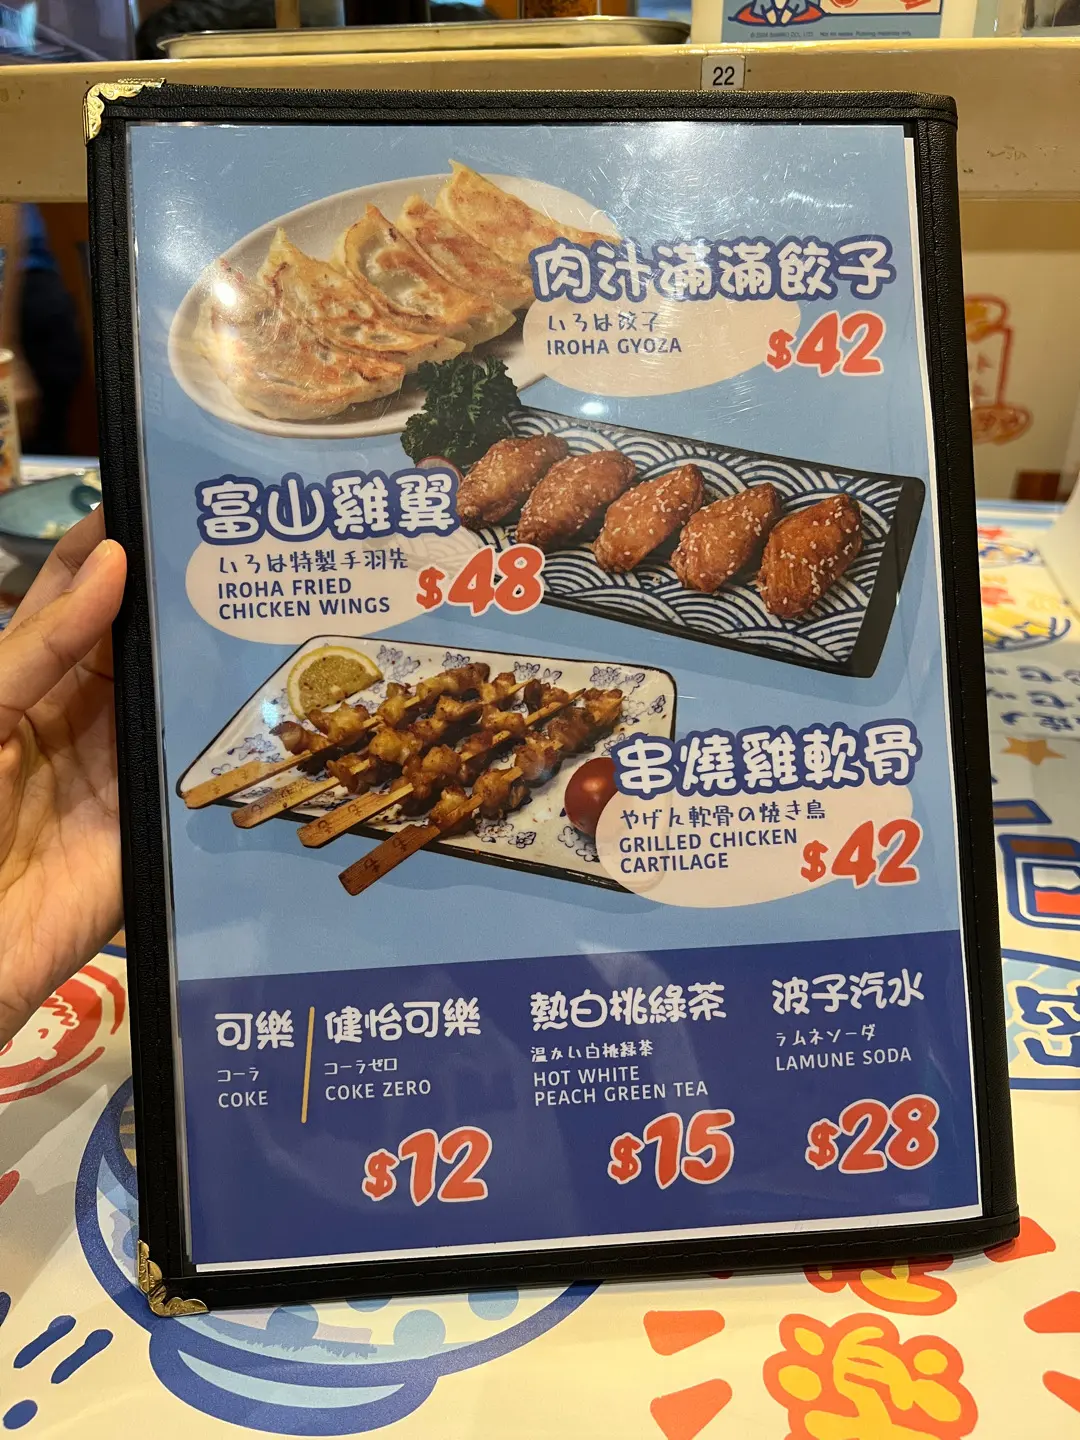 22
肉汁滿滿餃子
いろは餃子
IROHA GYOZA
$42
富山雞翼
いろは特製手羽先
IROHA FRIED
CHICKEN WINGS
$48
串燒雞軟骨
やげん軟骨の焼き鳥
GRILLED CHICKEN
CARTILAGE
$42
可樂
コーラ
COKE
健怡可樂
コーラゼロ
COKE ZERO
$12
熱白桃綠茶
温かい白桃緑茶
HOT WHITE
PEACH GREEN TEA
$15
波子汽水
ラムネソーダ
LAMUNE SODA
$28